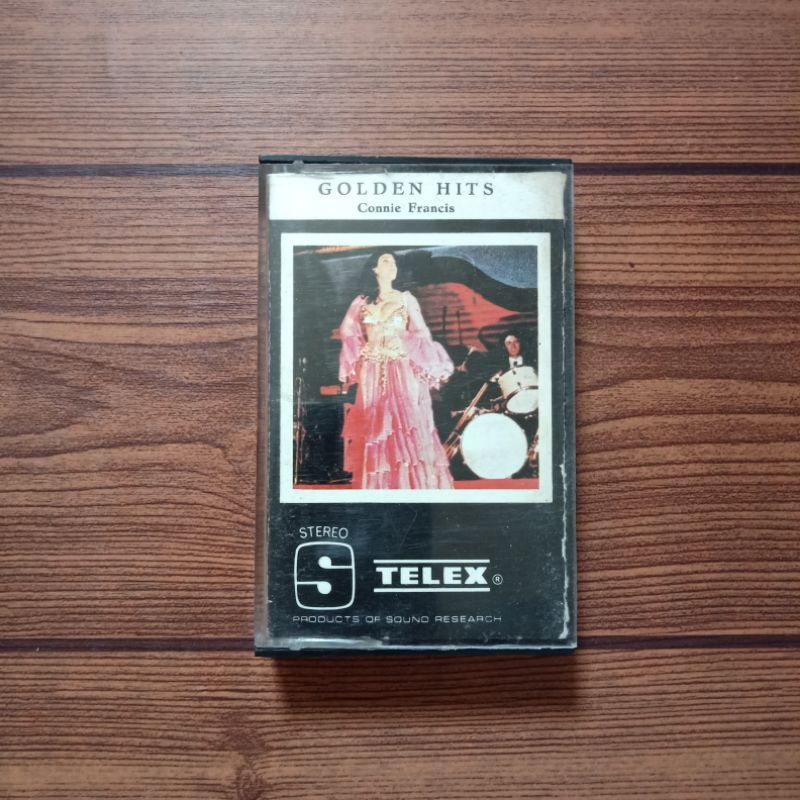 GOLDEN HITS
Connie Francis
STEREO
S TELEX ®
PRODUCTS OF SOUND RESEARCH